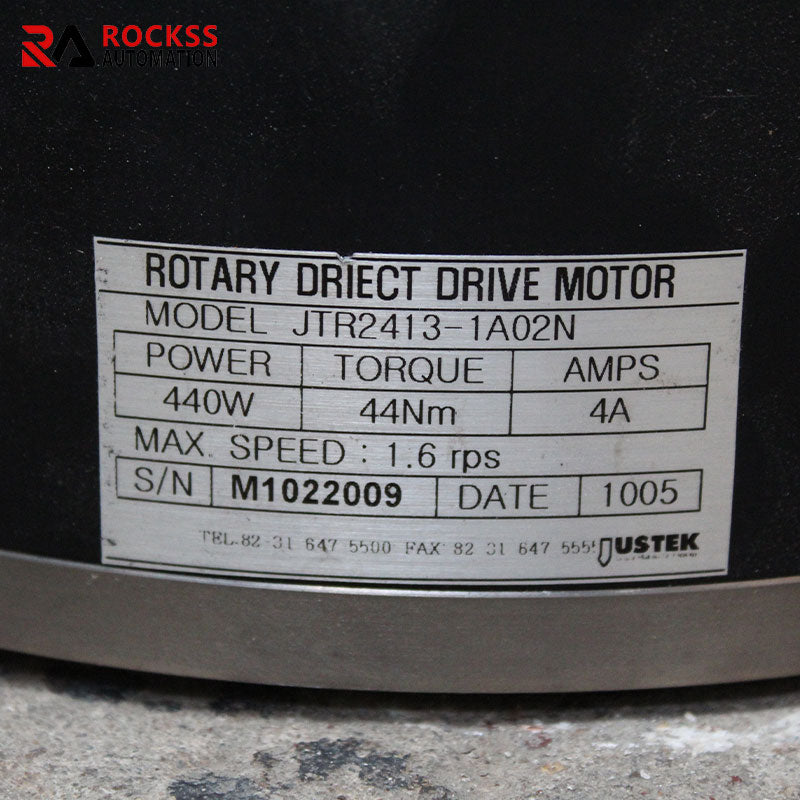 RA ROCKSS
AUTOMATION
ROTARY DRIECT DRIVE MOTOR
MODEL JTR2413-1A02N
POWER TORQUE AMPS
440W 44Nm 4A
MAX. SPEED : 1.6 rps
S/N M1022009 DATE 1005
TEL.82 31 647 5500 FAX 82 31 647 555 JUSTEK